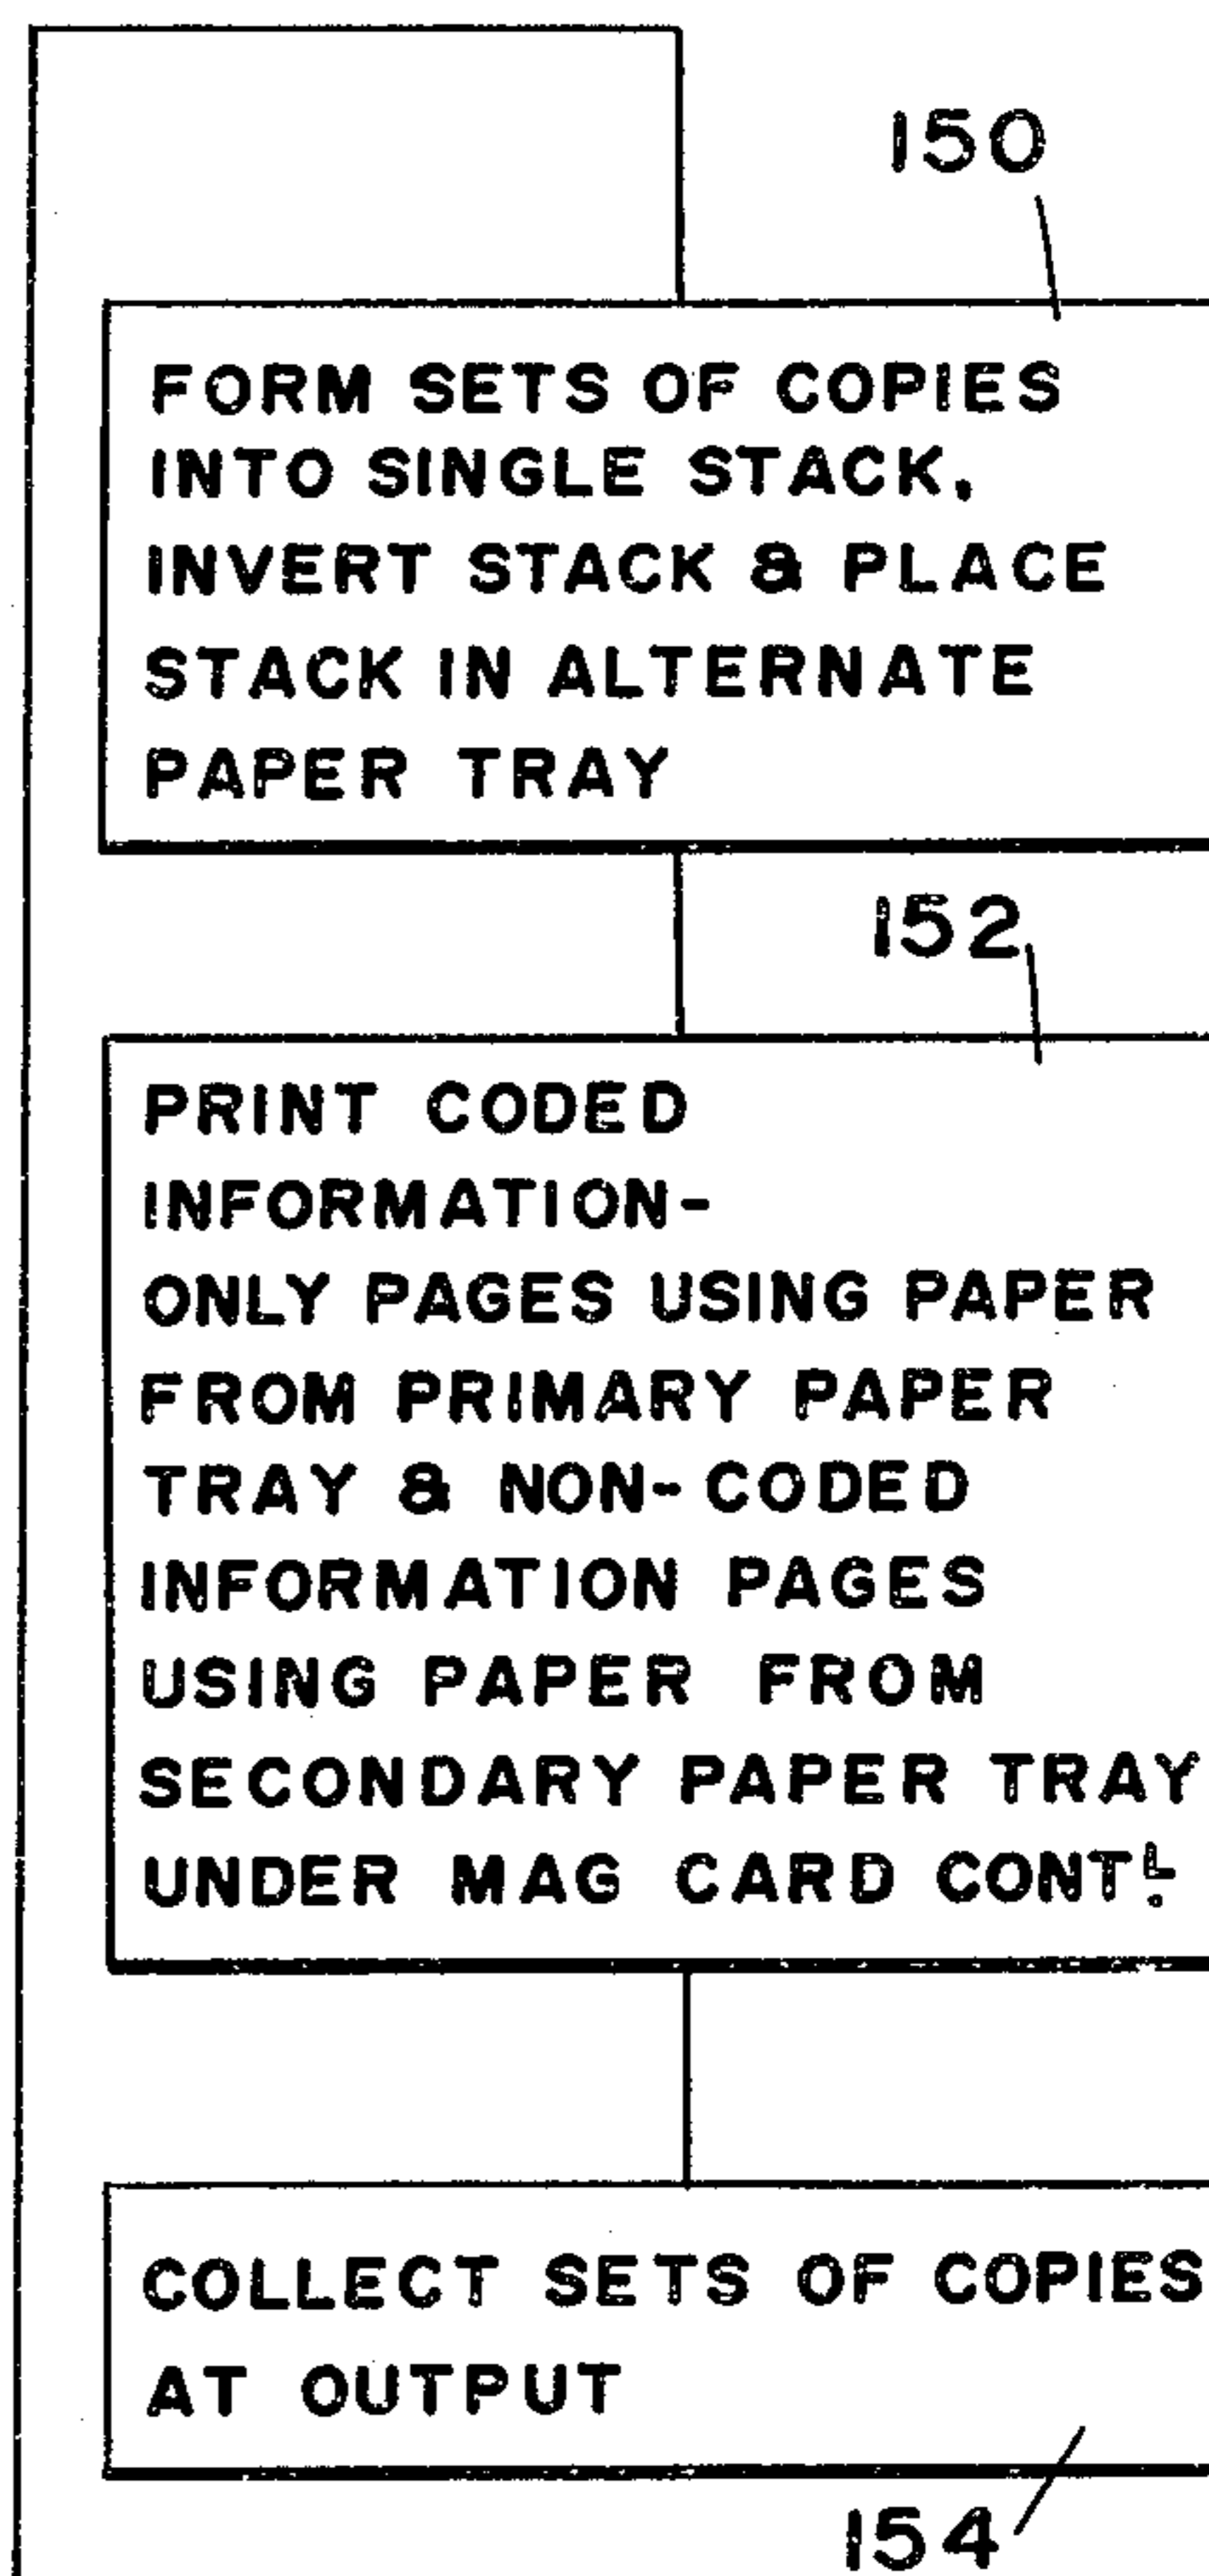 150
FORM SETS OF COPIES
INTO SINGLE STACK,
INVERT STACK & PLACE
STACK IN ALTERNATE
PAPER TRAY
152
PRINT CODED
INFORMATION-
ONLY PAGES USING PAPER
FROM PRIMARY PAPER
TRAY & NON-CODED
INFORMATION PAGES
USING PAPER FROM
SECONDARY PAPER TRAY
UNDER MAG CARD CONT'L
COLLECT SETS OF COPIES
AT OUTPUT
154